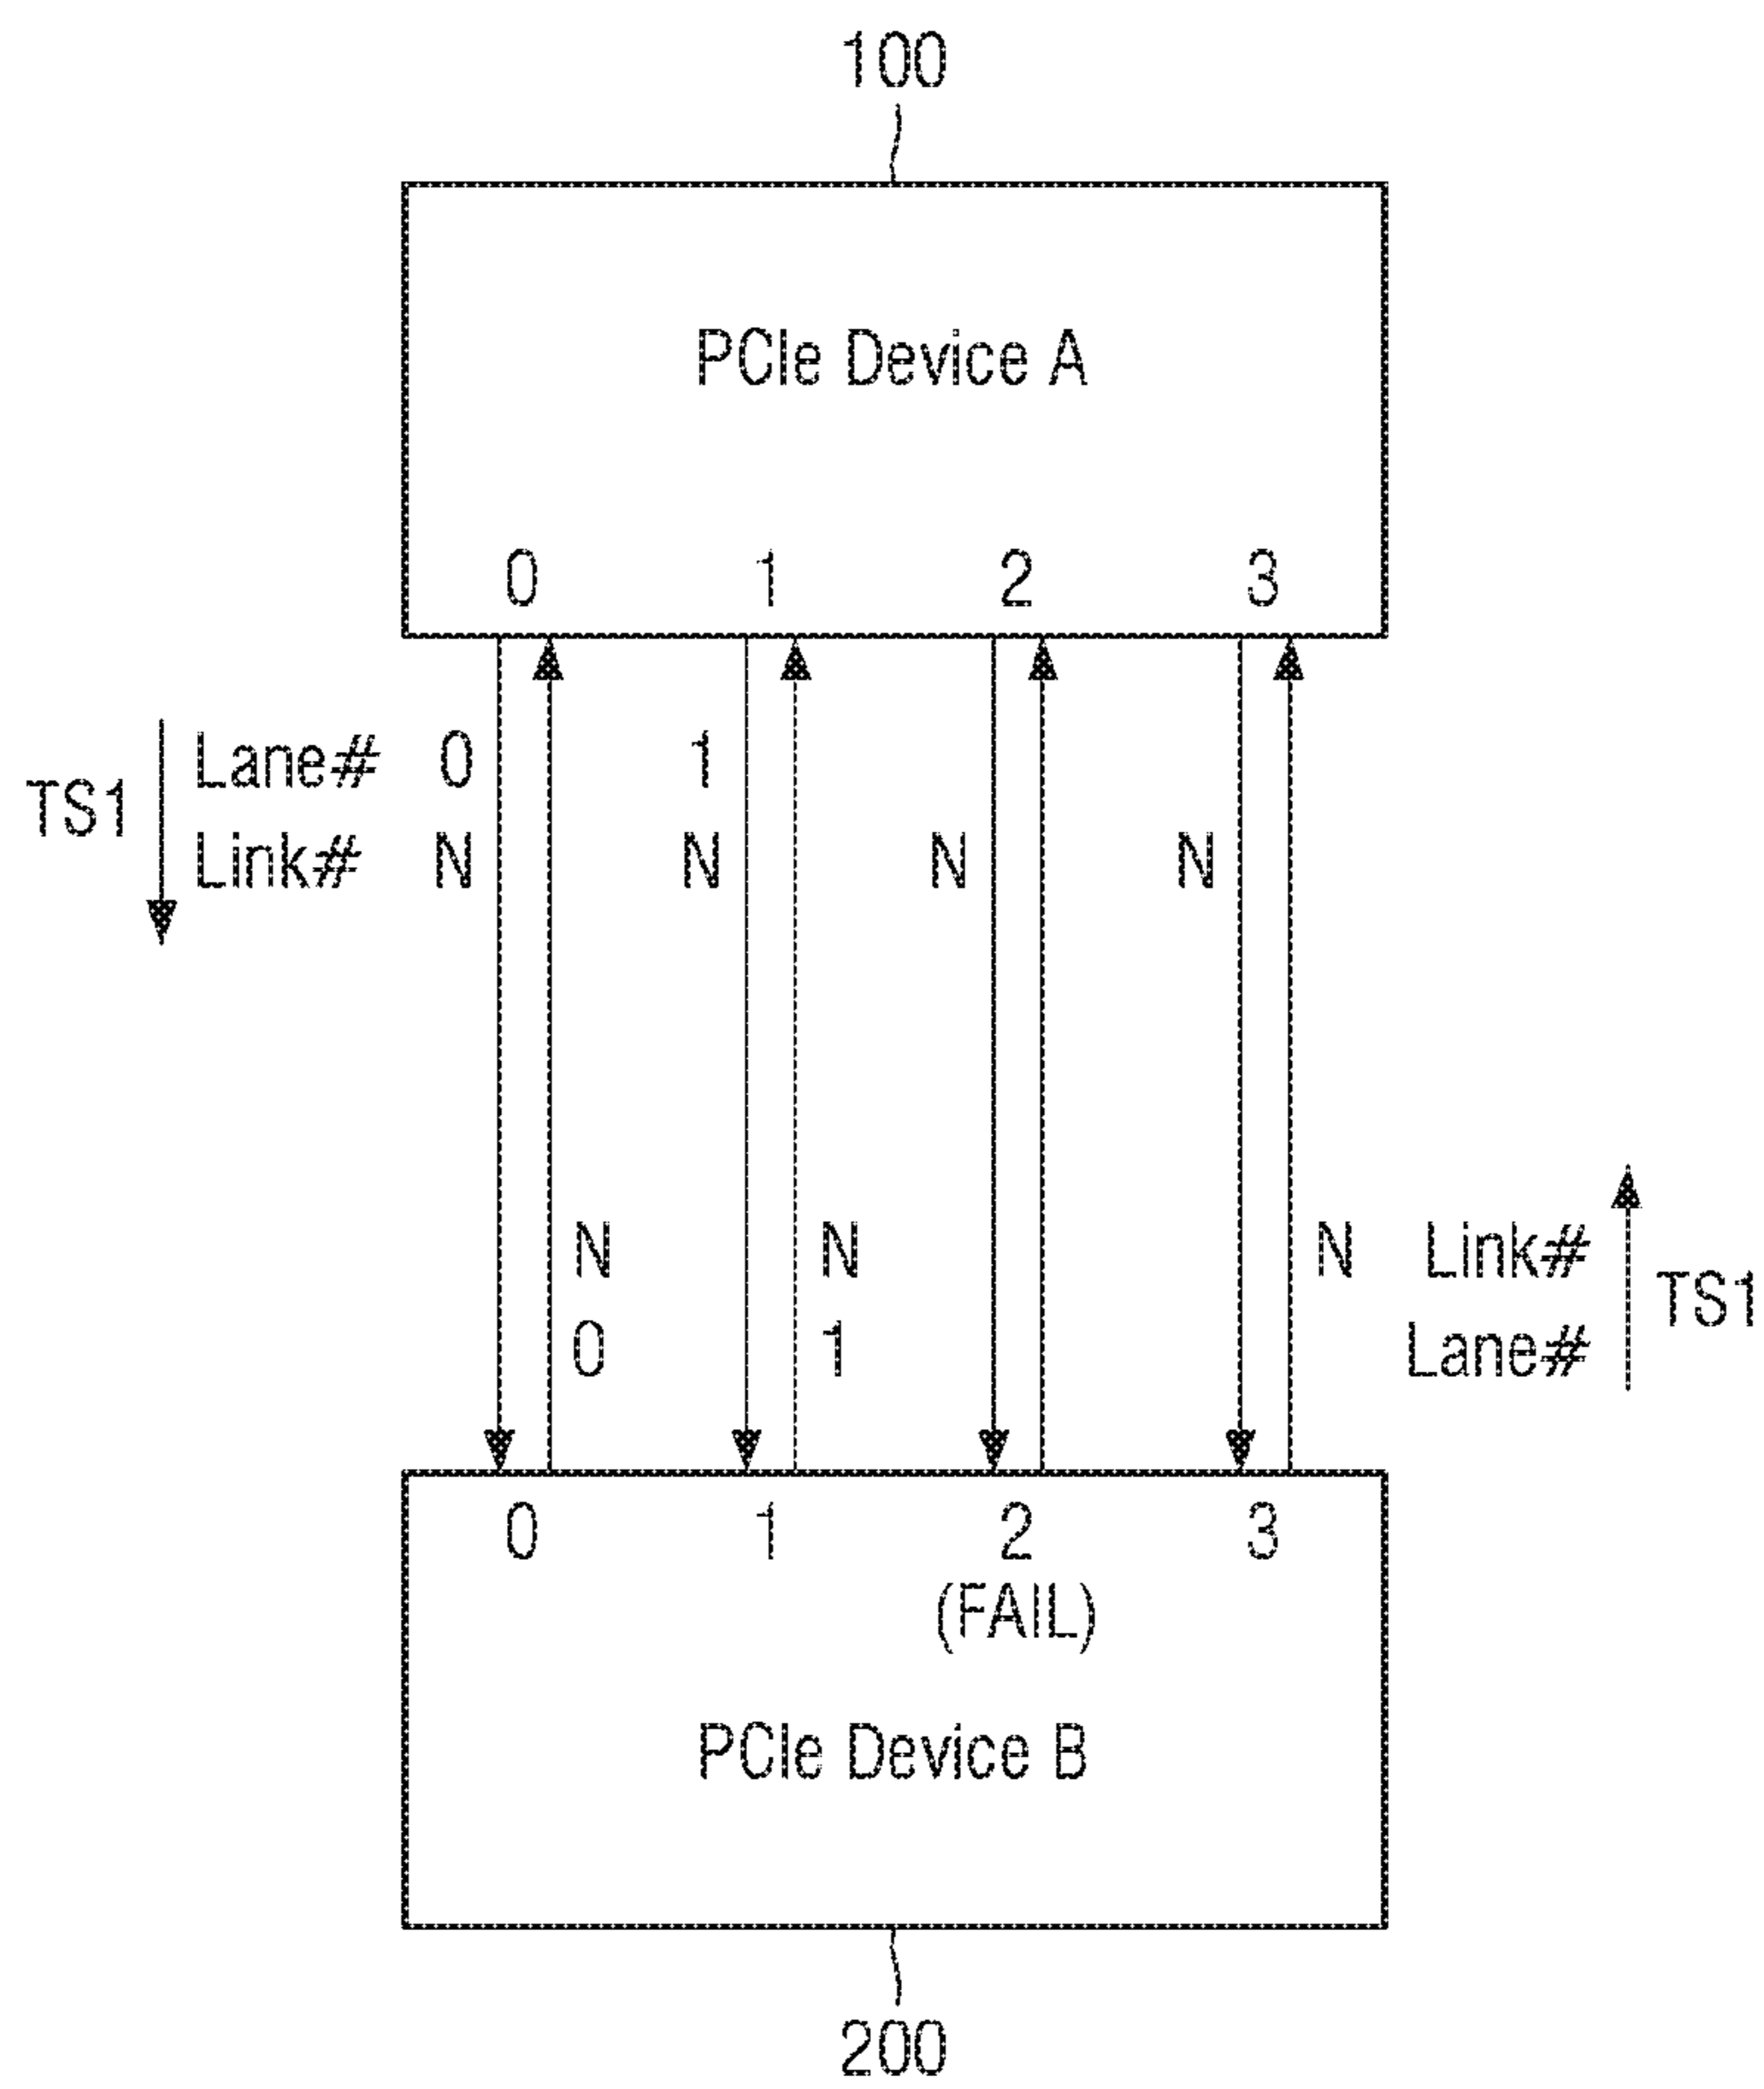 100
PCIe Device A
0 1 2 3
TS1
Lane# 0 1
Link# N N N N
N N N Link#
0 1 Lane#
TS1
0 1 2 3
(FAIL)
PCIe Device B
200